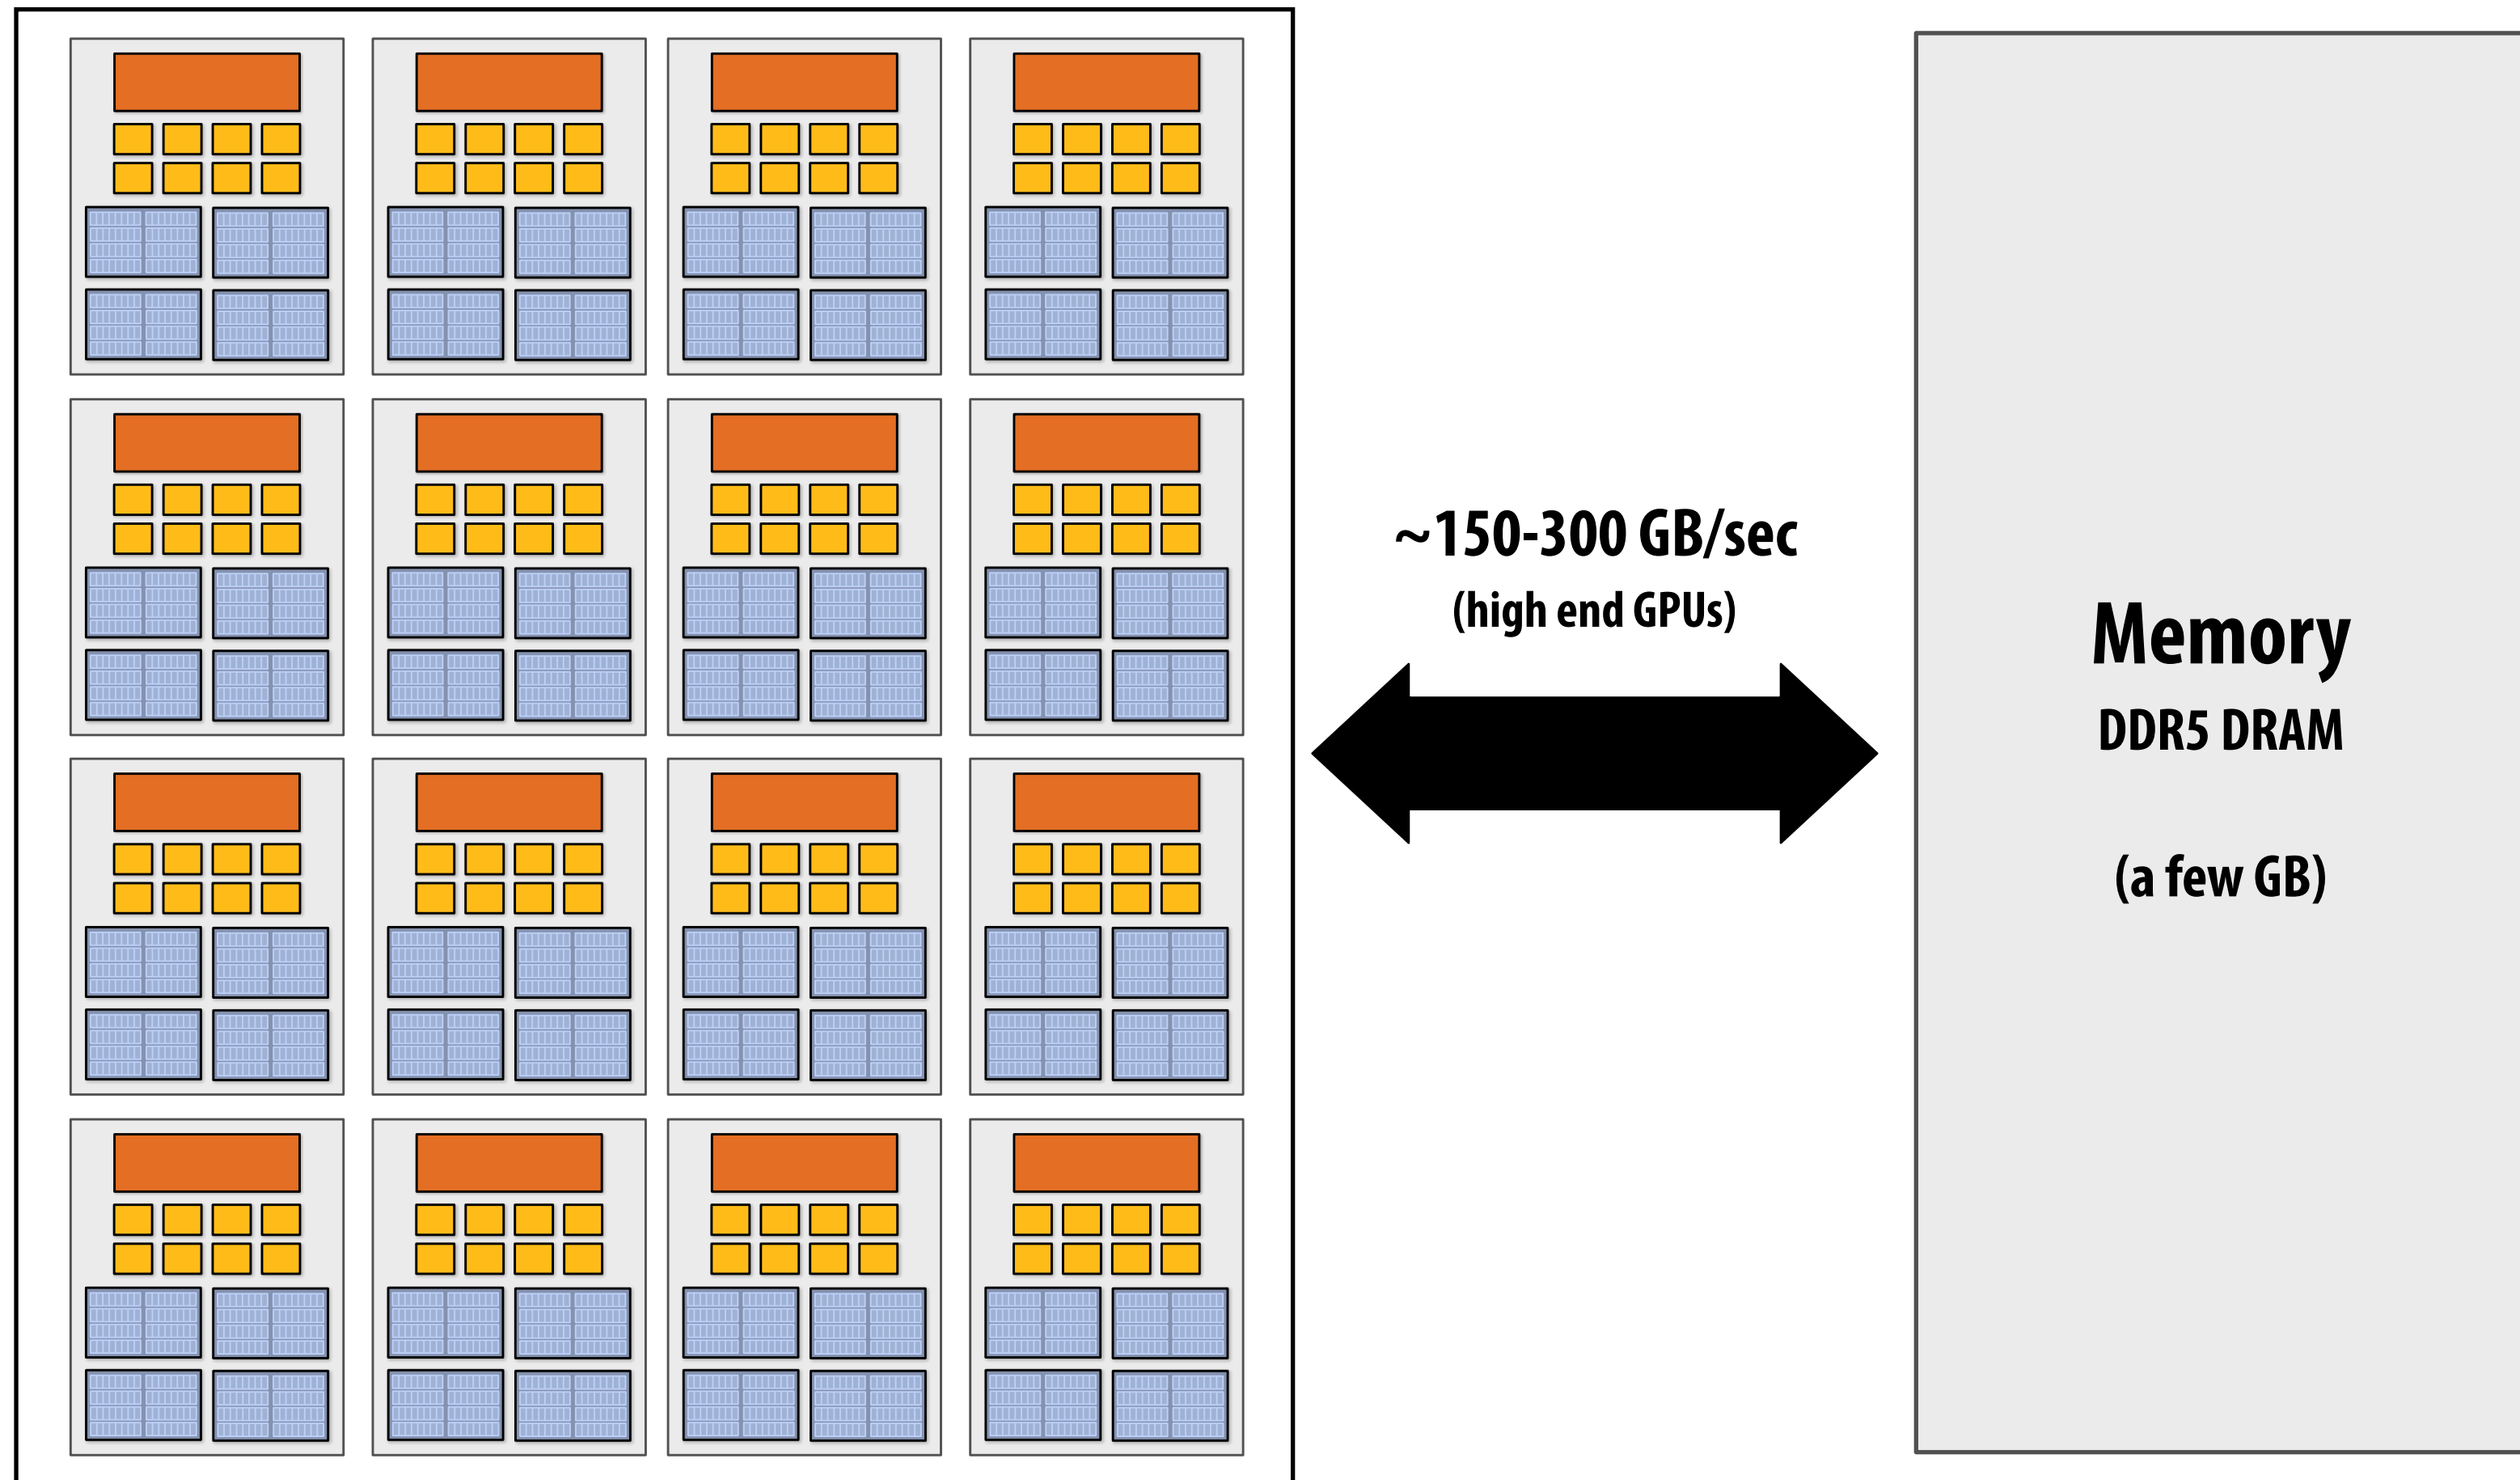 ~150-300 GB/sec
(high end GPUs)
Memory
DDR5 DRAM
(a few GB)